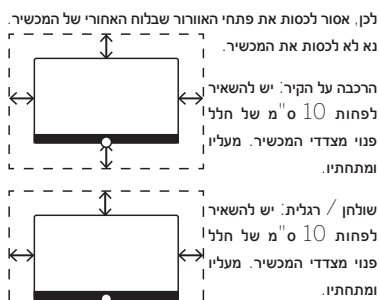 לכן, אסור לכסות את פתחי האוורור שבלוח האחורי של המכשיר.
נא לא לכסות את המכשיר.
הרכבה על הקיר: יש להשאיר
לפחות 10 ס"מ של חלל
פנוי מצדדי המכשיר. מעליו
ומתחתיו.
שולחן / רגלית: יש להשאיר
לפחות 10 ס"מ של חלל
פנוי מצדדי המכשיר. מעליו
ומתחתיו.